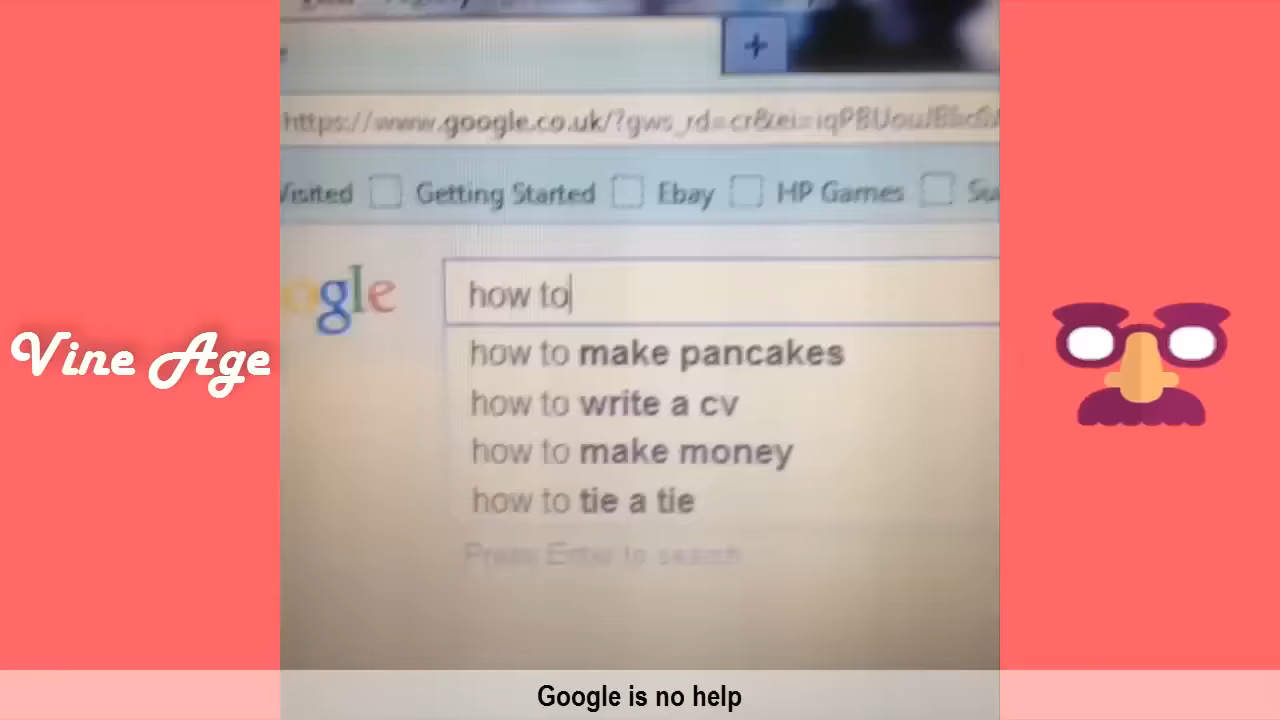 https://www.google.co.uk/?gws_rd=cr&ei=iqPBUou
Visited Getting Started Ebay HP Games
ogle
how to
how to make pancakes
how to write a cv
how to make money
how to tie a tie
Press Enter to search
Vine Age
Google is no help